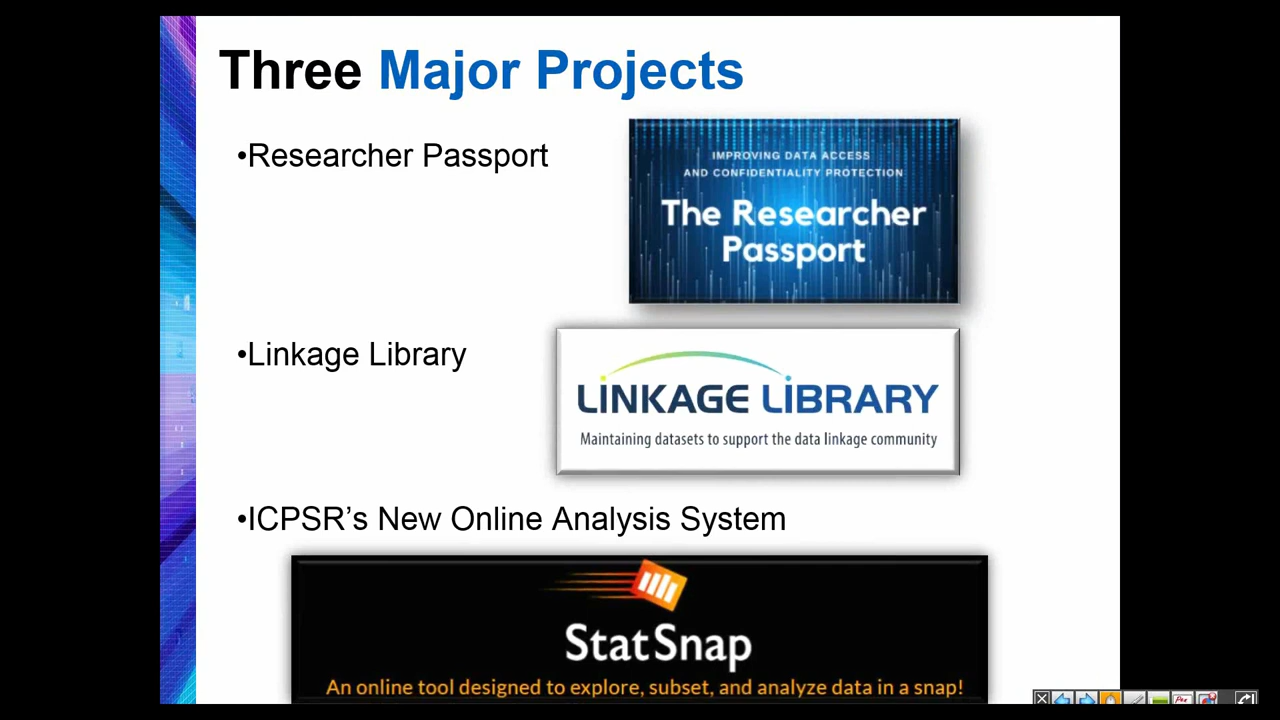 Three Major Projects
•Researcher Passport
IMPROVING DATA ACCESS
AND CONFIDENTIALITY PROTECTION
The Researcher
Passport
•Linkage Library
LINKAGE LIBRARY
Maintaining datasets to support the data linkage community
•ICPSR’s New Online Analysis System
StatSnap
An online tool designed to explore, subset, and analyze data in a snap!